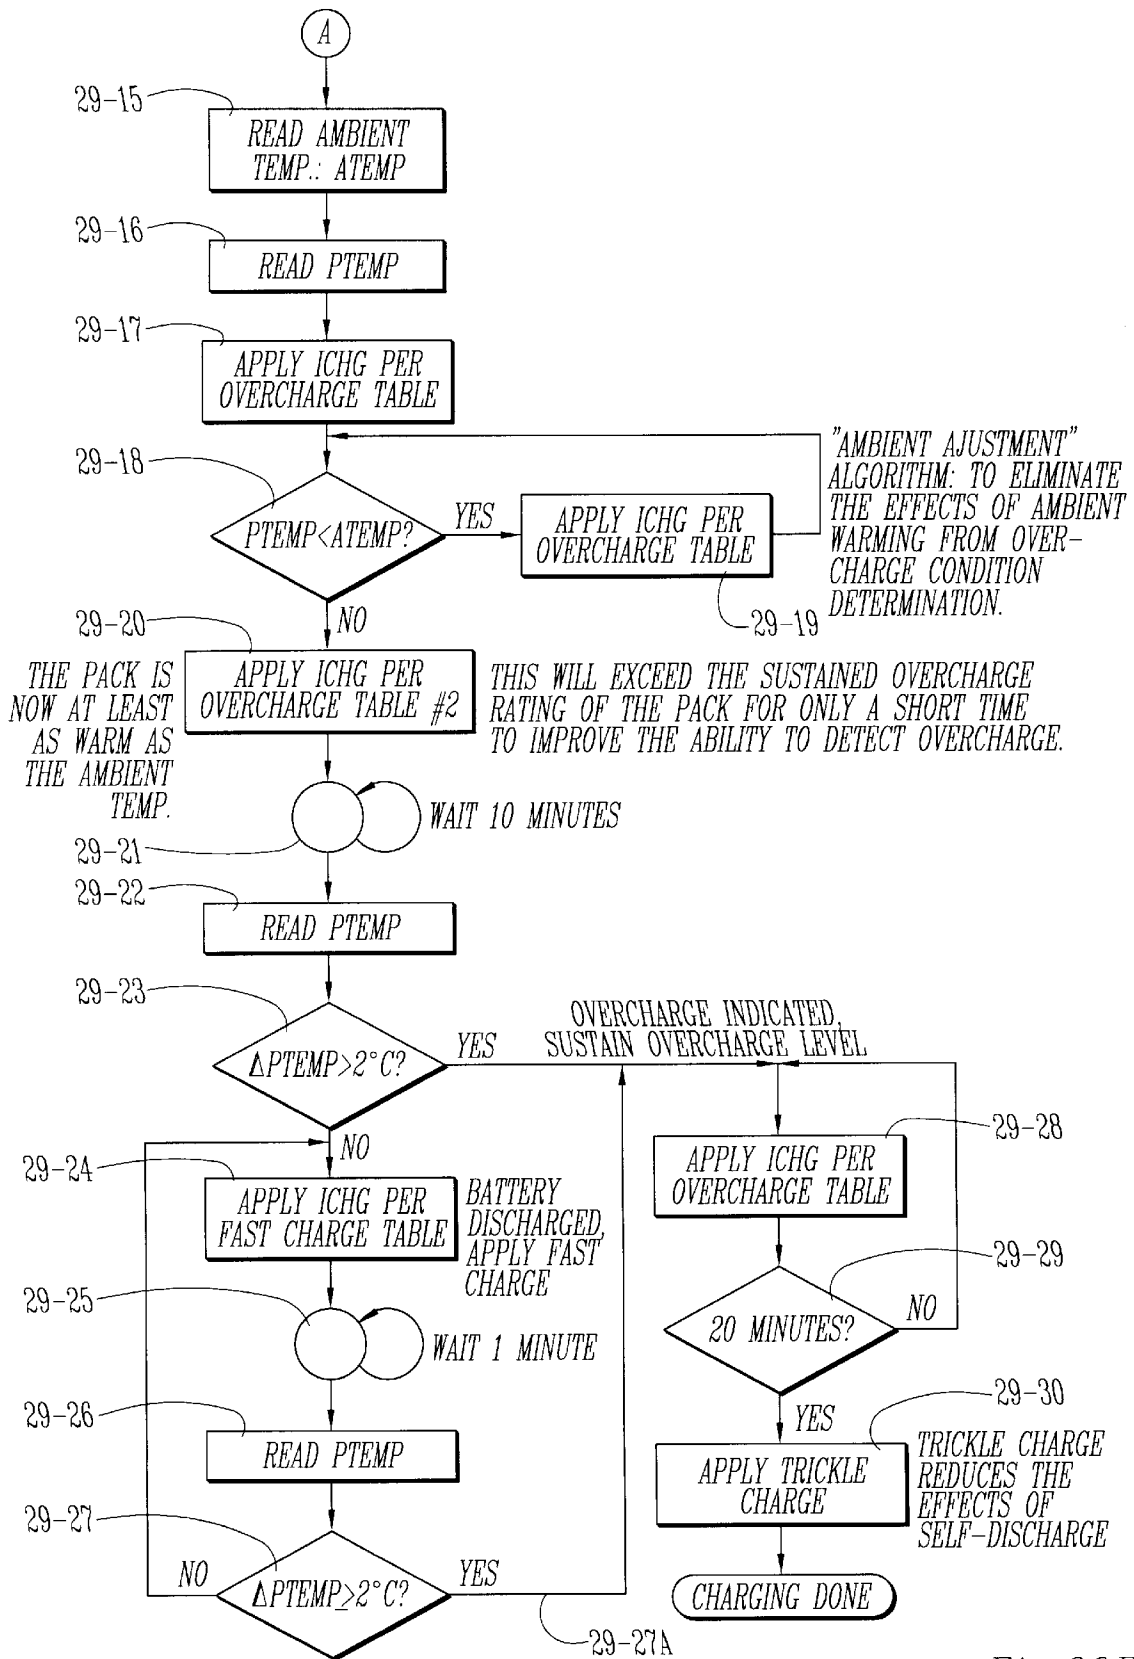 A
29-15
READ AMBIENT
TEMP.: ATEMP
29-16
READ PTEMP
29-17
APPLY ICHG PER
OVERCHARGE TABLE
29-18
PTEMP<ATEMP?
YES
APPLY ICHG PER
OVERCHARGE TABLE
29-19
"AMBIENT AJUSTMENT"
ALGORITHM: TO ELIMINATE
THE EFFECTS OF AMBIENT
WARMING FROM OVER-
CHARGE CONDITION
DETERMINATION.
NO
29-20
THE PACK IS
NOW AT LEAST
AS WARM AS
THE AMBIENT
TEMP.
APPLY ICHG PER
OVERCHARGE TABLE #2
THIS WILL EXCEED THE SUSTAINED OVERCHARGE
RATING OF THE PACK FOR ONLY A SHORT TIME
TO IMPROVE THE ABILITY TO DETECT OVERCHARGE.
29-21
WAIT 10 MINUTES
29-22
READ PTEMP
29-23
ΔPTEMP>2°C?
YES
OVERCHARGE INDICATED,
SUSTAIN OVERCHARGE LEVEL
NO
29-24
APPLY ICHG PER
FAST CHARGE TABLE
BATTERY
DISCHARGED,
APPLY FAST
CHARGE
29-25
WAIT 1 MINUTE
29-26
READ PTEMP
29-27
ΔPTEMP≥2°C?
NO
YES
29-27A
29-28
APPLY ICHG PER
OVERCHARGE TABLE
29-29
20 MINUTES?
NO
YES
29-30
APPLY TRICKLE
CHARGE
TRICKLE CHARGE
REDUCES THE
EFFECTS OF
SELF-DISCHARGE
CHARGING DONE